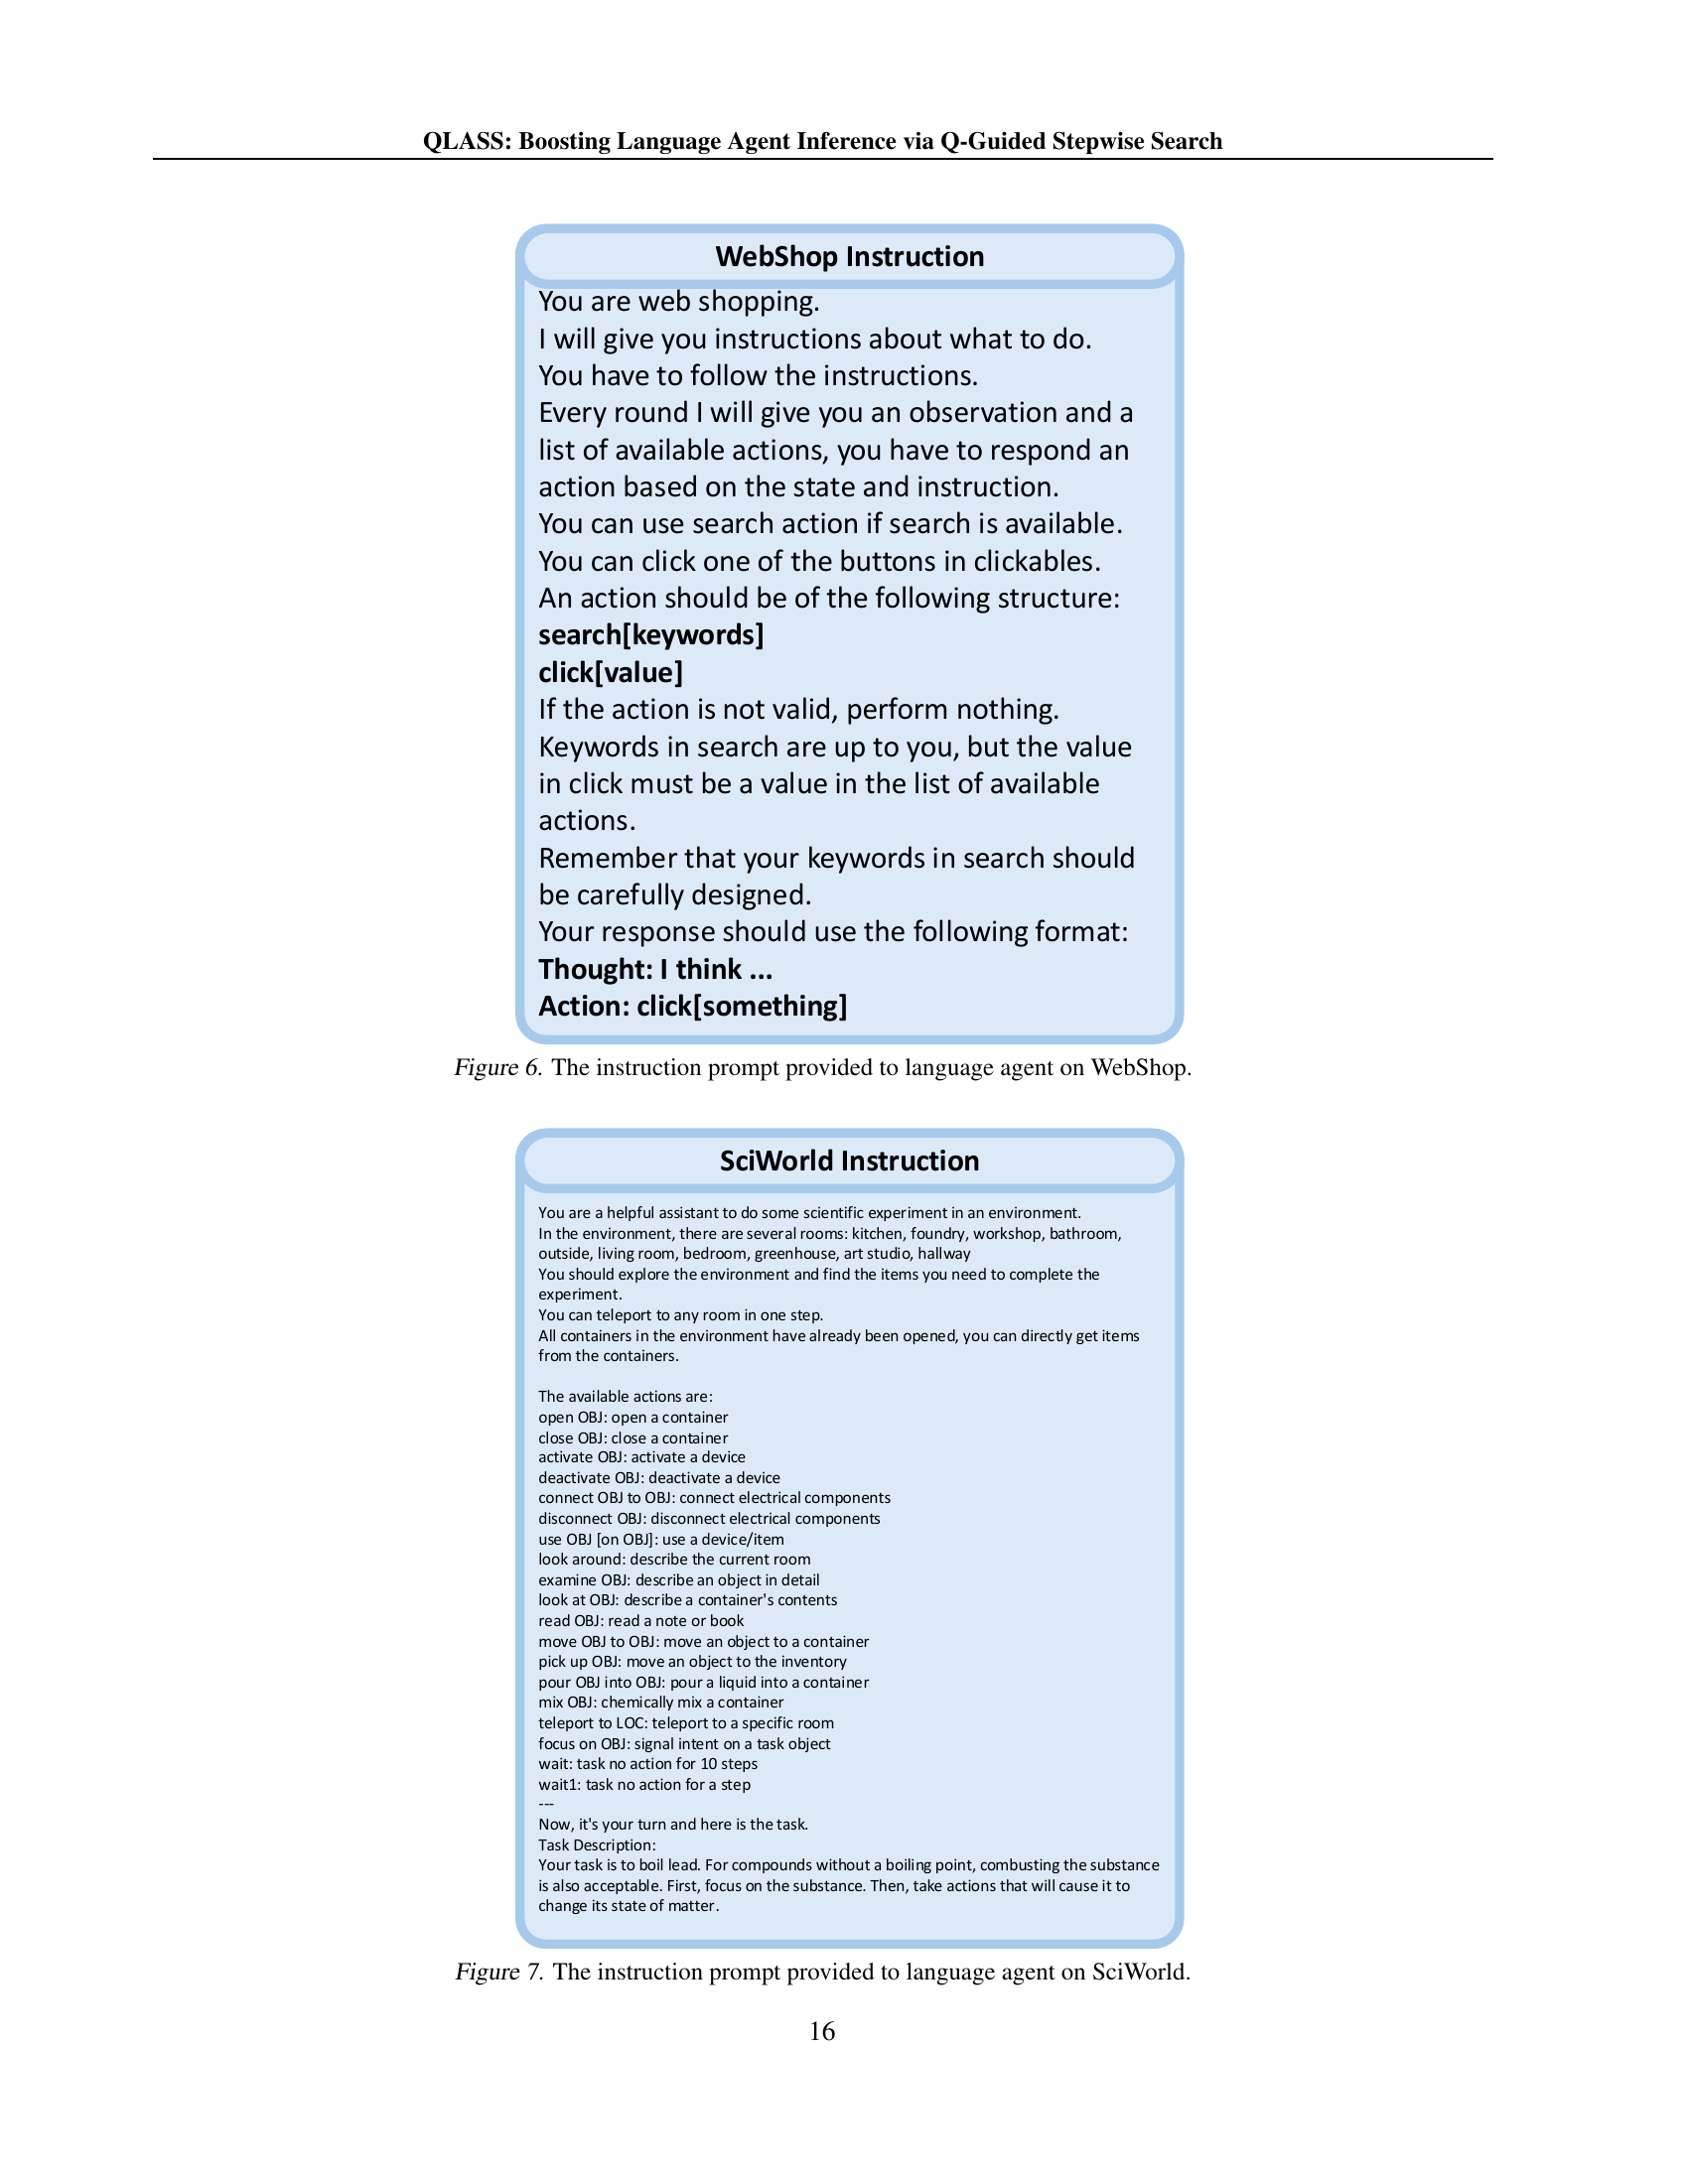 QLASS: Boosting Language Agent Inference via Q-Guided Stepwise Search
WebShop Instruction
You are web shopping.
I will give you instructions about what to do.
You have to follow the instructions.
Every round I will give you an observation and a
list of available actions, you have to respond an
action based on the state and instruction.
You can use search action if search is available.
You can click one of the buttons in clickables.
An action should be of the following structure:
search[keywords]
click[value]
If the action is not valid, perform nothing.
Keywords in search are up to you, but the value
in click must be a value in the list of available
actions.
Remember that your keywords in search should
be carefully designed.
Your response should use the following format:
Thought: I think ...
Action: click[something]
Figure 6. The instruction prompt provided to language agent on WebShop.
SciWorld Instruction
You are a helpful assistant to do some scientific experiment in an environment.
In the environment, there are several rooms: kitchen, foundry, workshop, bathroom,
outside, living room, bedroom, greenhouse, art studio, hallway
You should explore the environment and find the items you need to complete the
experiment.
You can teleport to any room in one step.
All containers in the environment have already been opened, you can directly get items
from the containers.
The available actions are:
open OBJ: open a container
close OBJ: close a container
activate OBJ: activate a device
deactivate OBJ: deactivate a device
connect OBJ to OBJ: connect electrical components
disconnect OBJ: disconnect electrical components
use OBJ [on OBJ]: use a device/item
look around: describe the current room
examine OBJ: describe an object in detail
look at OBJ: describe a container's contents
read OBJ: read a note or book
move OBJ to OBJ: move an object to a container
pick up OBJ: move an object to the inventory
pour OBJ into OBJ: pour a liquid into a container
mix OBJ: chemically mix a container
teleport to LOC: teleport to a specific room
focus on OBJ: signal intent on a task object
wait: task no action for 10 steps
wait1: task no action for a step
---
Now, it's your turn and here is the task.
Task Description:
Your task is to boil lead. For compounds without a boiling point, combusting the substance
is also acceptable. First, focus on the substance. Then, take actions that will cause it to
change its state of matter.
Figure 7. The instruction prompt provided to language agent on SciWorld.
16